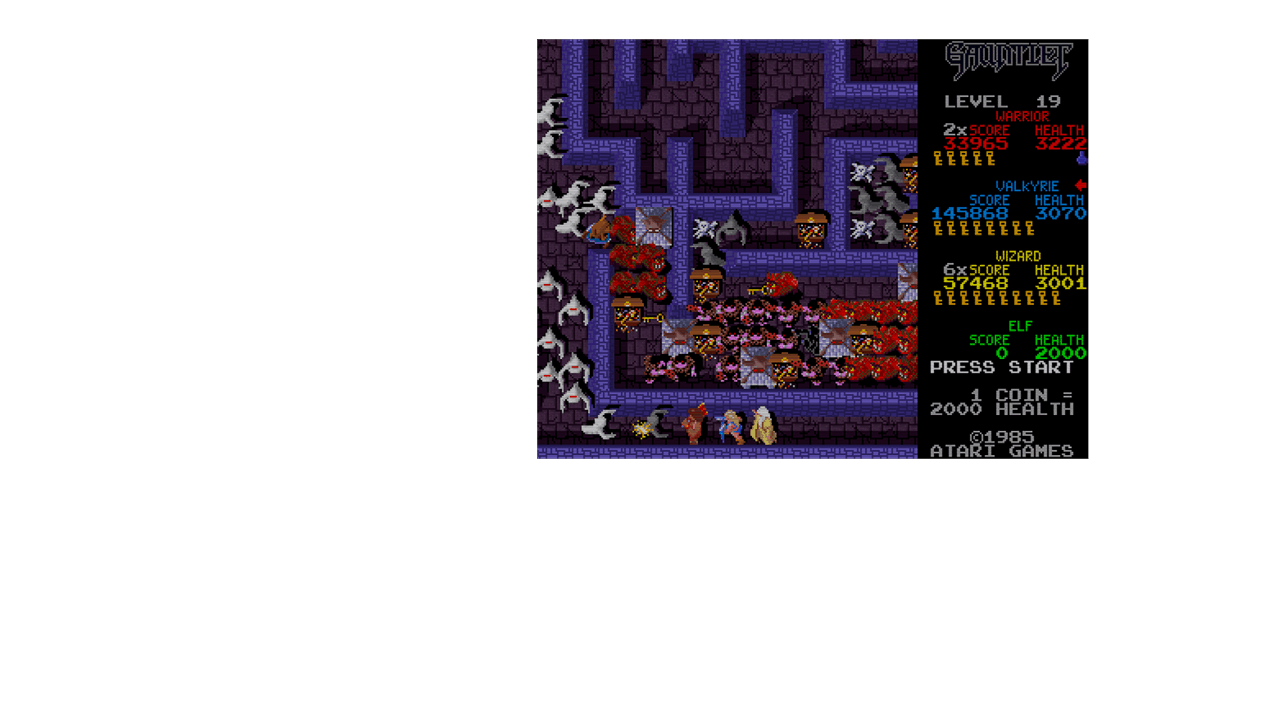 GAUNTLET
LEVEL 19
WARRIOR
2x SCORE HEALTH
33965 3222
VALKYRIE
SCORE HEALTH
145868 3070
WIZARD
6x SCORE HEALTH
57468 3001
ELF
SCORE HEALTH
0 2000
PRESS START
1 COIN =
2000 HEALTH
©1985
ATARI GAMES